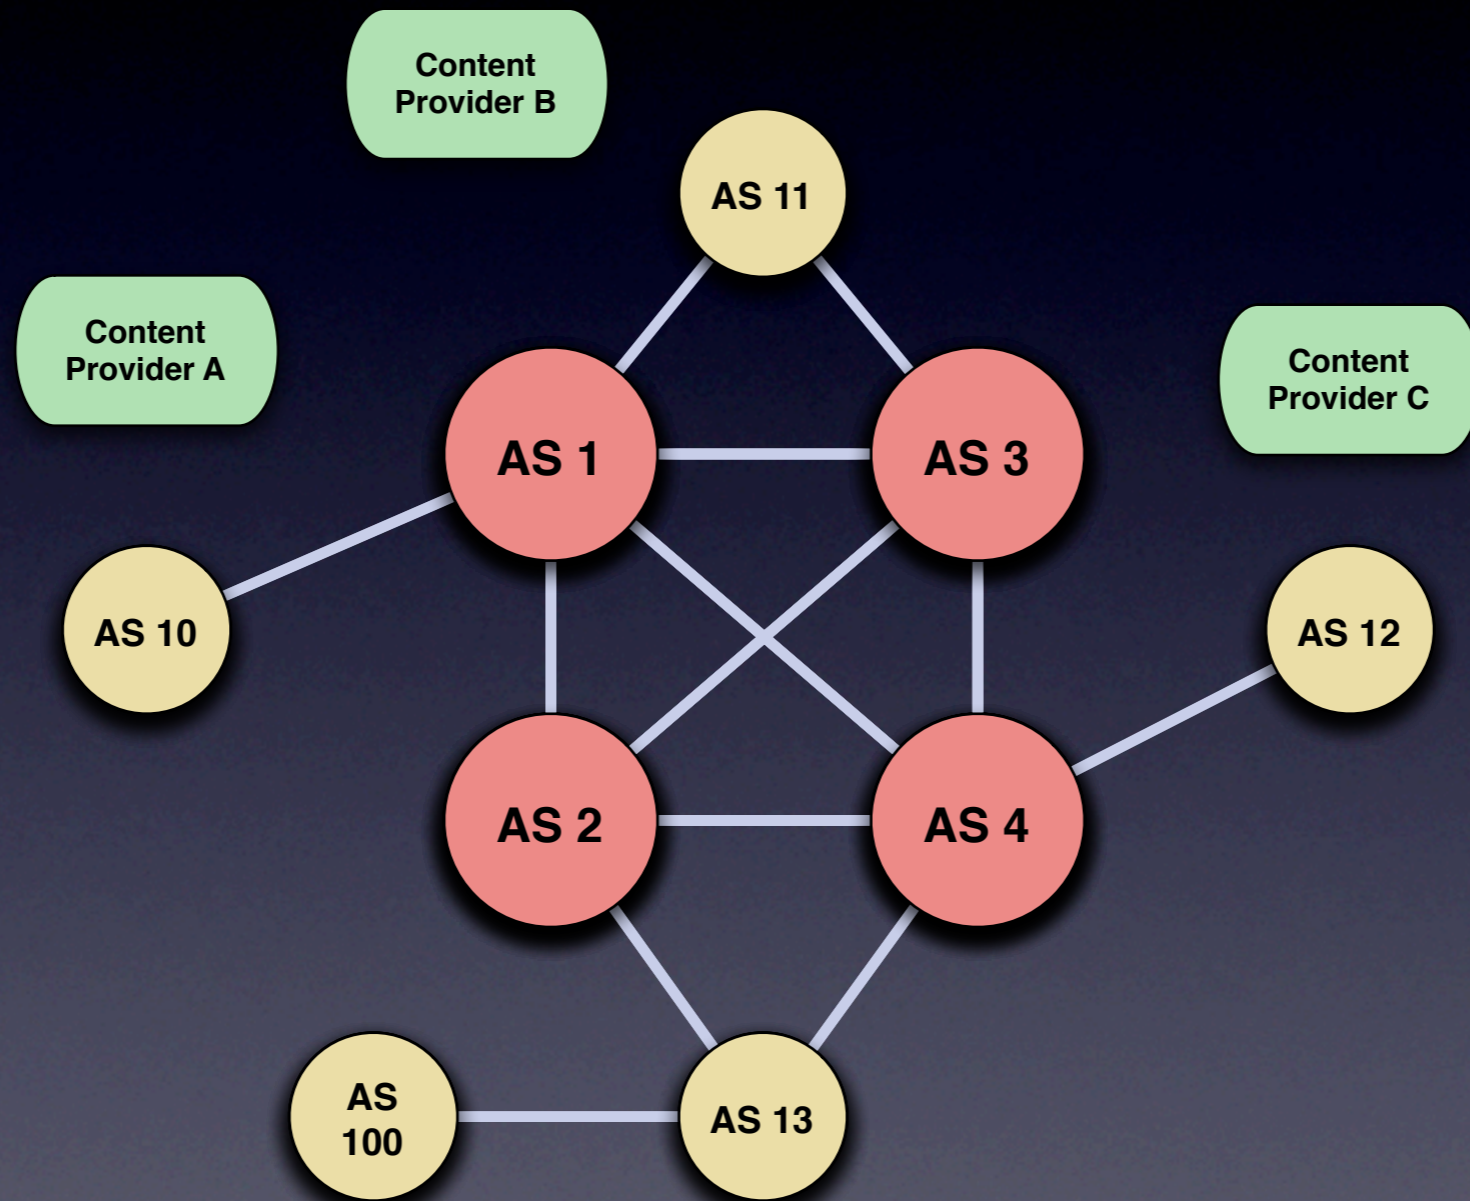 Content
Provider B
AS 11
Content
Provider A
Content
Provider C
AS 1
AS 3
AS 10
AS 12
AS 2
AS 4
AS
100
AS 13